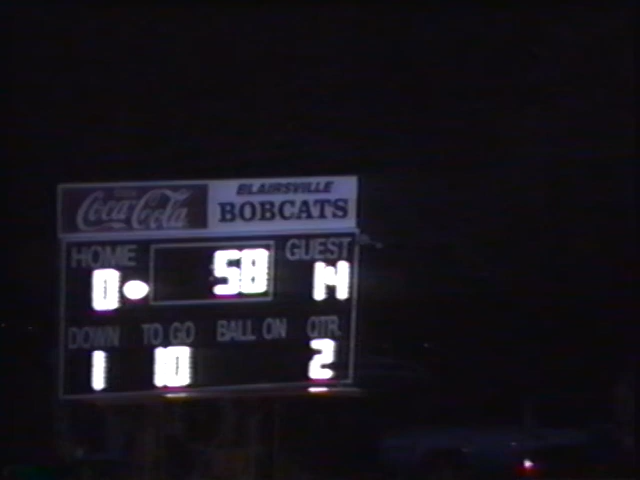 Coca-Cola
BLAIRSVILLE
BOBCATS
HOME 58 GUEST
0 14
DOWN TO GO BALL ON QTR
1 10 2